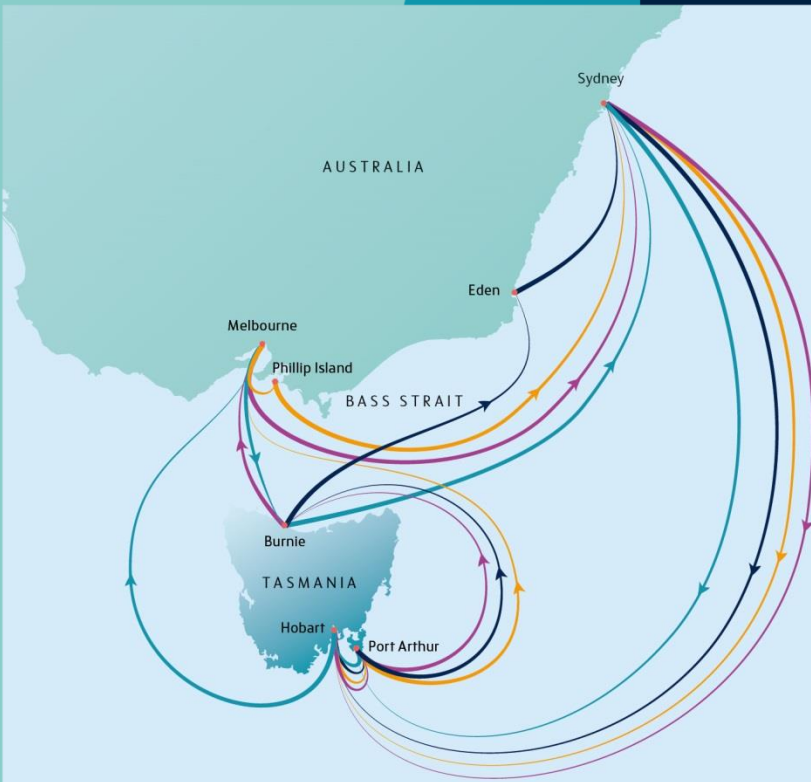 Sydney
AUSTRALIA
Eden
Melbourne
Phillip Island
BASS STRAIT
Burnie
TASMANIA
Hobart
Port Arthur